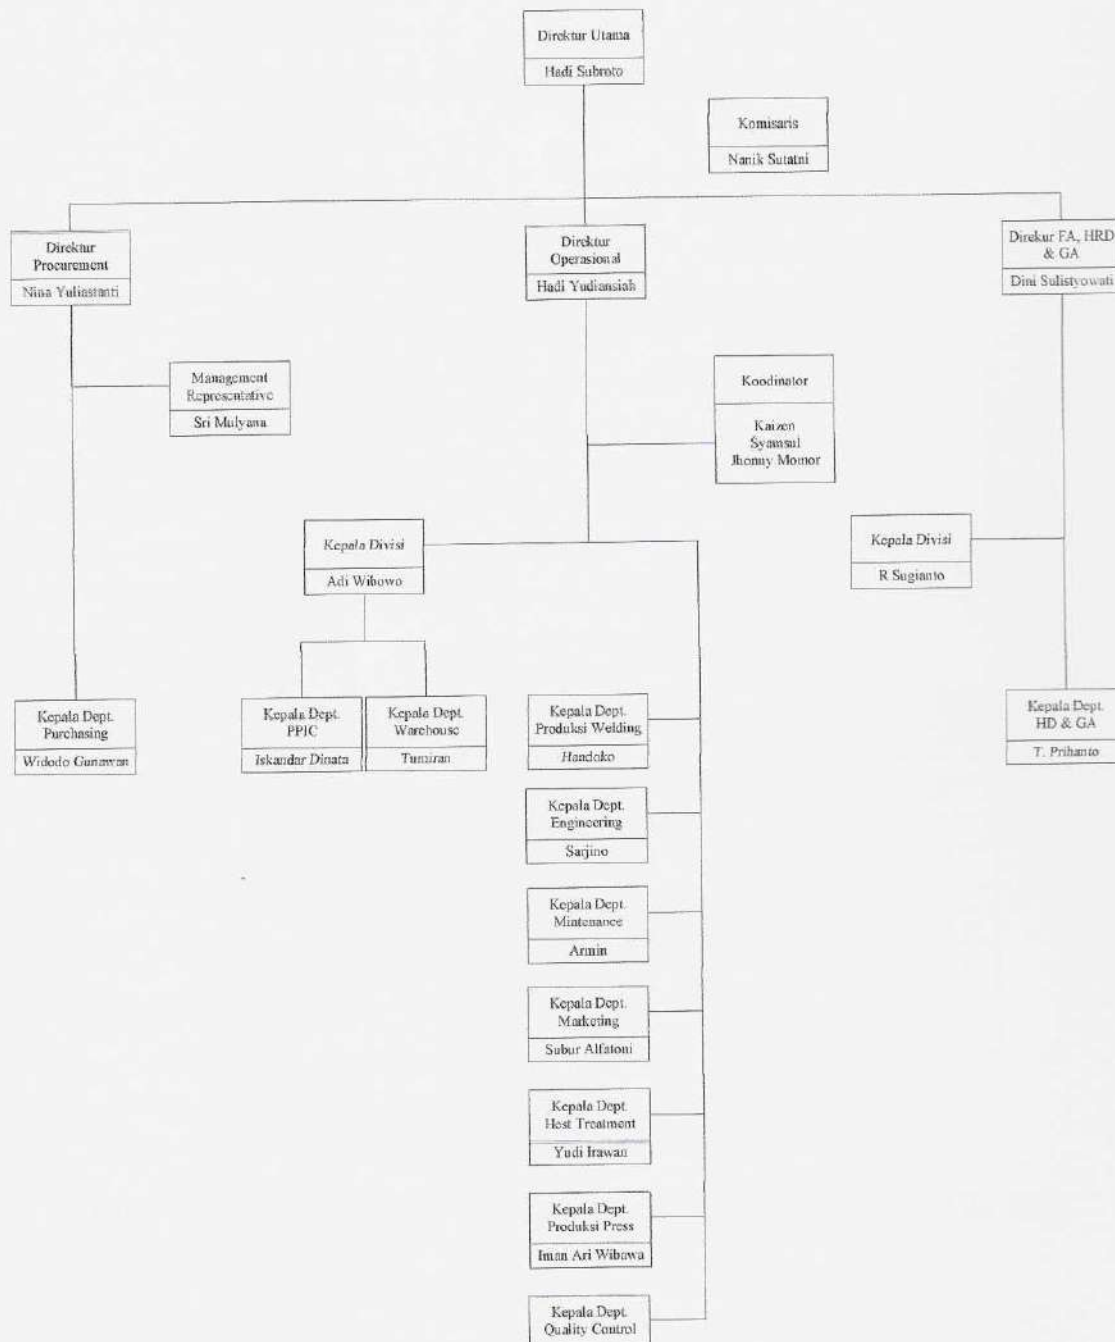 Direktur Utama
Hadi Subroto
Komisaris
Nanik Sutatni
Direktur
Procurement
Nina Yuliastanti
Direktur
Operasional
Hadi Yudiansiah
Direkur FA, HRD
& GA
Dini Sulistyowati
Management
Representative
Sri Mulyana
Koodinator
Kaizen
Syamsul
Jhonny Momor
Kepala Divisi
Adi Wibowo
Kepala Divisi
R Sugianto
Kepala Dept.
Purchasing
Widodo Gunawan
Kepala Dept.
PPIC
Iskandar Dinata
Kepala Dept.
Warehouse
Tumiran
Kepala Dept.
Produksi Welding
Handoko
Kepala Dept.
HD & GA
T. Prihanto
Kepala Dept.
Engineering
Sarjino
Kepala Dept.
Mintenance
Armin
Kepala Dept.
Marketing
Subur Alfatoni
Kepala Dept.
Heat Treatment
Yudi Irawan
Kepala Dept.
Produksi Press
Iman Ari Wibawa
Kepala Dept.
Quality Control